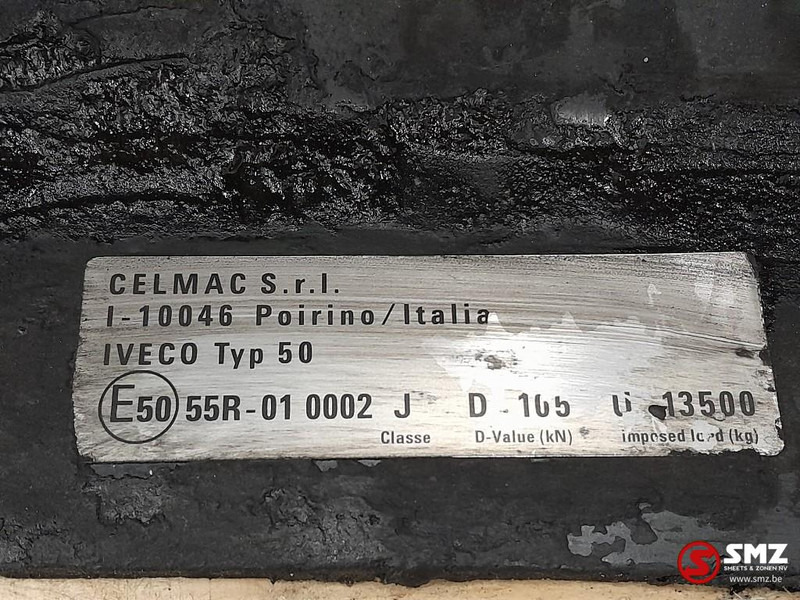 CELMAC S.r.l.
I-10046 Poirino/Italia
IVECO Typ 50
E50 55R-01 0002 J D 105 U 13500
Classe D-Value (kN) imposed load (kg)
SMZ
SHEETS & ZONEN NV
www.smz.be